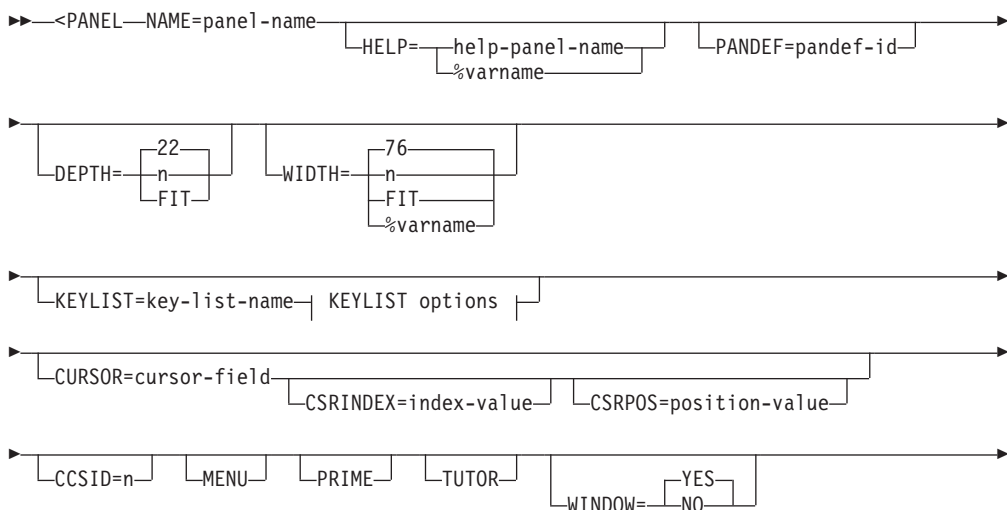 <PANEL NAME=panel-name
HELP= help-panel-name PANDEF=pandef-id
%varname
22 76
DEPTH= n WIDTH= n
FIT FIT
%varname
KEYLIST=key-list-name KEYLIST options
CURSOR=cursor-field
CSRINDEX=index-value CSRPOS=position-value
YES
CCSID=n MENU PRIME TUTOR
WINDOW= NO